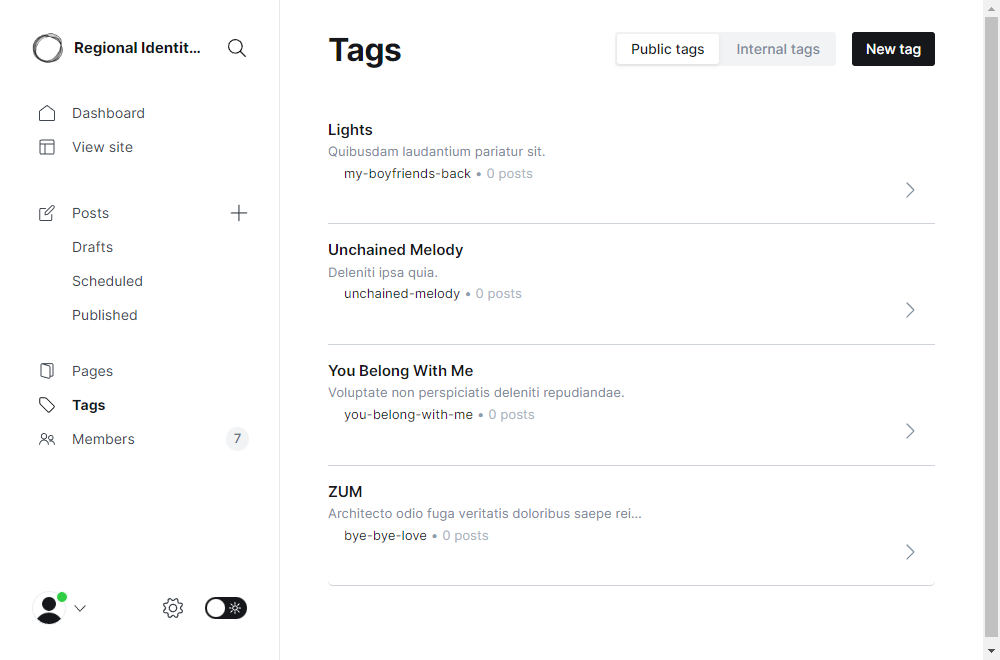 Regional Identit...
Dashboard
View site
Posts
Drafts
Scheduled
Published
Pages
Tags
Members
7
Tags
Public tags
Internal tags
New tag
Lights
Quibusdam laudantium pariatur sit.
my-boyfriends-back • 0 posts
Unchained Melody
Deleniti ipsa quia.
unchained-melody • 0 posts
You Belong With Me
Voluptate non perspiciatis deleniti repudiandae.
you-belong-with-me • 0 posts
ZUM
Architecto odio fuga veritatis doloribus saepe rei...
bye-bye-love • 0 posts